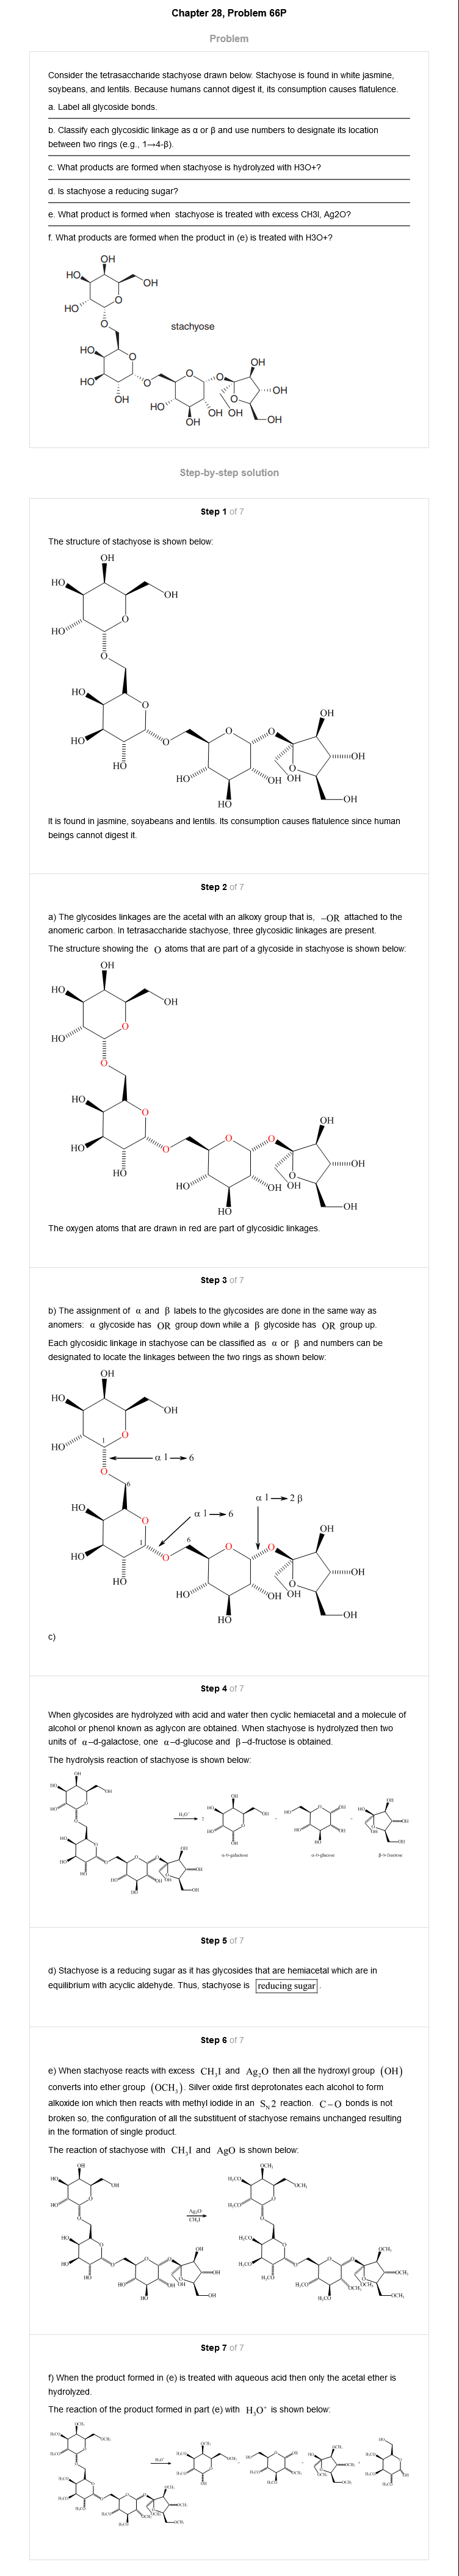 Chapter 28, Problem 66P
Problem
Consider the tetrasaccharide stachyose drawn below. Stachyose is found in white jasmine,
soybeans, and lentils. Because humans cannot digest it, its consumption causes flatulence.
a. Label all glycoside bonds.
b. Classify each glycosidic linkage as α or β and use numbers to designate its location
between two rings (e.g., 1→4-β).
c. What products are formed when stachyose is hydrolyzed with H3O+?
d. Is stachyose a reducing sugar?
e. What product is formed when stachyose is treated with excess CH3I, Ag2O?
f. What products are formed when the product in (e) is treated with H3O+?
OH
HO
OH
O
HO
O
stachyose
HO
O
HO
O
O
O
OH
OH
OH
O
HO
OH
OH OH
OH
Step-by-step solution
Step 1 of 7
The structure of stachyose is shown below:
OH
HO
OH
O
HO
O
HO
O
OH
HO
O
O
O
OH
HO
O
HO
OH
OH
OH
HO
It is found in jasmine, soyabeans and lentils. Its consumption causes flatulence since human
beings cannot digest it.
Step 2 of 7
a) The glycosides linkages are the acetal with an alkoxy group that is, –OR attached to the
anomeric carbon. In tetrasaccharide stachyose, three glycosidic linkages are present.
The structure showing the O atoms that are part of a glycoside in stachyose is shown below:
OH
HO
OH
O
HO
O
HO
O
OH
HO
O
O
O
OH
HO
O
HO
OH
OH
OH
HO
The oxygen atoms that are drawn in red are part of glycosidic linkages.
Step 3 of 7
b) The assignment of α and β labels to the glycosides are done in the same way as
anomers: α glycoside has OR group down while a β glycoside has OR group up.
Each glycosidic linkage in stachyose can be classified as α or β and numbers can be
designated to locate the linkages between the two rings as shown below:
OH
HO
OH
O
HO
1
α 1→6
O
6
HO
O
α 1→6
α 1→2 β
OH
HO
1
O
6
O
O
OH
HO
O
HO
OH
OH
OH
HO
c)
Step 4 of 7
When glycosides are hydrolyzed with acid and water then cyclic hemiacetal and a molecule of
alcohol or phenol known as aglycon are obtained. When stachyose is hydrolyzed then two
units of α–d-galactose, one α–d-glucose and β–d-fructose is obtained.
The hydrolysis reaction of stachyose is shown below:
H₃O⁺
2
α-D-galactose
α-D-glucose
β-D-fructose
Step 5 of 7
d) Stachyose is a reducing sugar as it has glycosides that are hemiacetal which are in
equilibrium with acyclic aldehyde. Thus, stachyose is reducing sugar.
Step 6 of 7
e) When stachyose reacts with excess CH₃I and Ag₂O then all the hydroxyl group (OH)
converts into ether group (OCH₃). Silver oxide first deprotonates each alcohol to form
alkoxide ion which then reacts with methyl iodide in an S_N2 reaction. C–O bonds is not
broken so, the configuration of all the substituent of stachyose remains unchanged resulting
in the formation of single product.
The reaction of stachyose with CH₃I and AgO is shown below:
Ag₂O
CH₃I
Step 7 of 7
f) When the product formed in (e) is treated with aqueous acid then only the acetal ether is
hydrolyzed.
The reaction of the product formed in part (e) with H₃O⁺ is shown below:
H₃O⁺